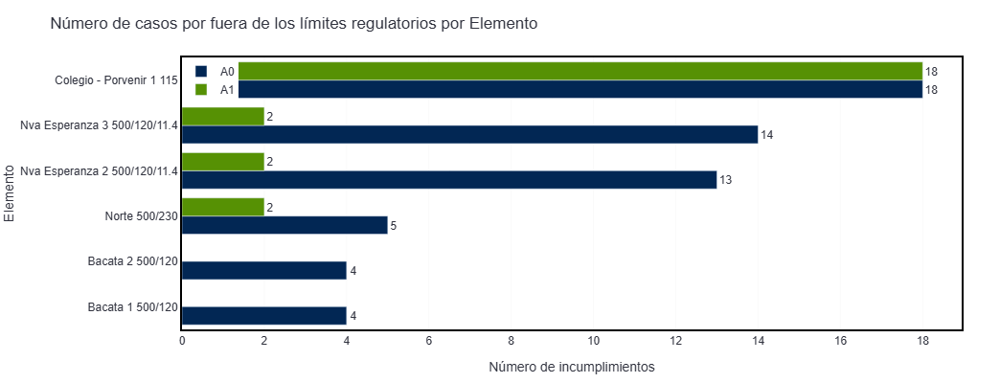 Número de casos por fuera de los límites regulatorios por Elemento
Elemento
Colegio - Porvenir 1 115
Nva Esperanza 3 500/120/11.4
Nva Esperanza 2 500/120/11.4
Norte 500/230
Bacata 2 500/120
Bacata 1 500/120
A0
A1
18
18
2
14
2
13
2
5
4
4
0 2 4 6 8 10 12 14 16 18
Número de incumplimientos